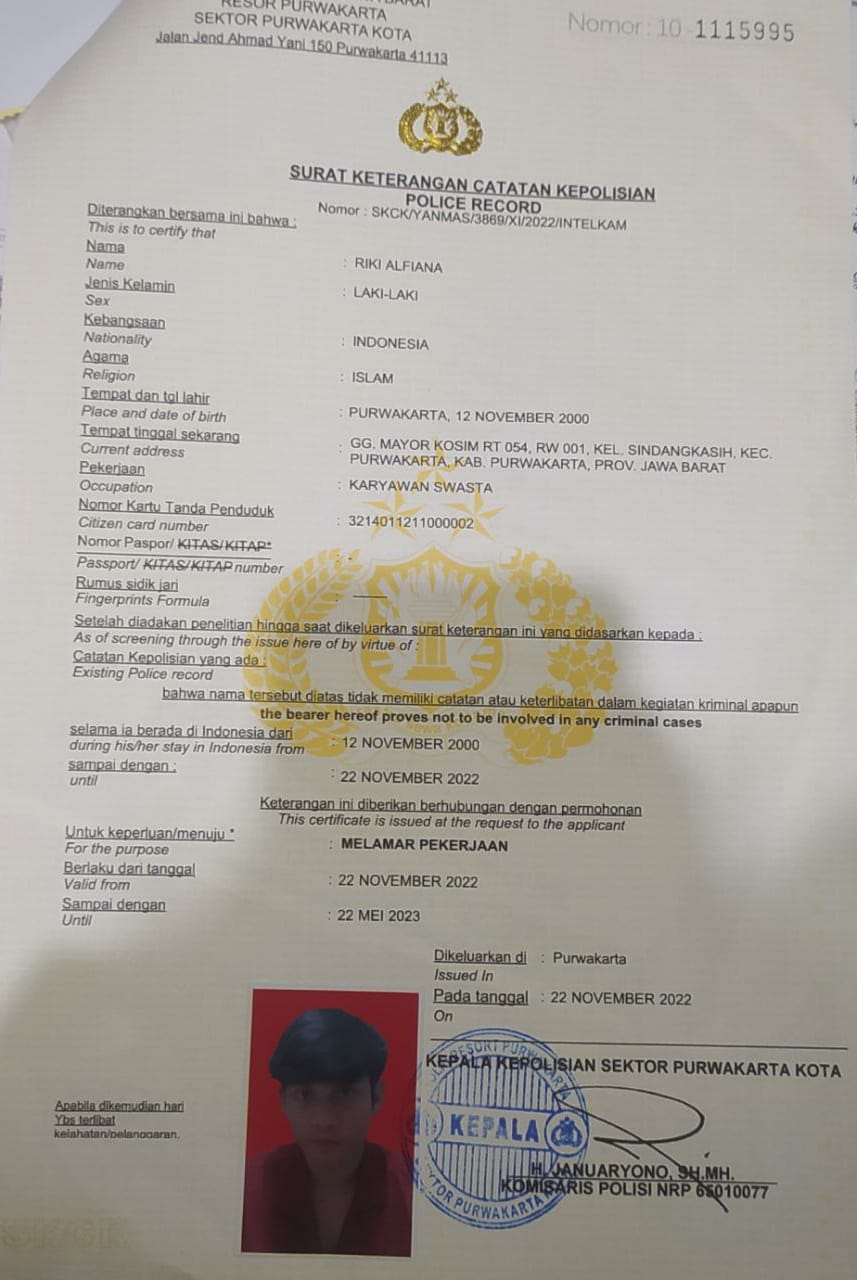 RESOR PURWAKARTA
SEKTOR PURWAKARTA KOTA
Jalan Jend Ahmad Yani 150 Purwakarta 41113
Nomor : 10 - 1115995
SURAT KETERANGAN CATATAN KEPOLISIAN
POLICE RECORD
Nomor : SKCK/YANMAS/3869/XI/2022/INTELKAM
Diterangkan bersama ini bahwa :
This is to certify that
Nama
Name : RIKI ALFIANA
Jenis Kelamin
Sex : LAKI-LAKI
Kebangsaan
Nationality : INDONESIA
Agama
Religion : ISLAM
Tempat dan tgl lahir
Place and date of birth : PURWAKARTA, 12 NOVEMBER 2000
Tempat tinggal sekarang
Current address : GG. MAYOR KOSIM RT 054, RW 001, KEL. SINDANGKASIH, KEC.
PURWAKARTA, KAB. PURWAKARTA, PROV. JAWA BARAT
Pekerjaan
Occupation : KARYAWAN SWASTA
Nomor Kartu Tanda Penduduk
Citizen card number : 3214011211000002
Nomor Paspor/ KITAS/KITAP*
Passport/ KITAS/KITAP number : -
Rumus sidik jari
Fingerprints Formula : —
Setelah diadakan penelitian hingga saat dikeluarkan surat keterangan ini yang didasarkan kepada :
As of screening through the issue here of by virtue of :
Catatan Kepolisian yang ada :
Existing Police record
bahwa nama tersebut diatas tidak memiliki catatan atau keterlibatan dalam kegiatan kriminal apapun
the bearer hereof proves not to be involved in any criminal cases
selama ia berada di Indonesia dari
during his/her stay in Indonesia from : 12 NOVEMBER 2000
sampai dengan :
until : 22 NOVEMBER 2022
Keterangan ini diberikan berhubungan dengan permohonan
This certificate is issued at the request to the applicant
Untuk keperluan/menuju *
For the purpose : MELAMAR PEKERJAAN
Berlaku dari tanggal
Valid from : 22 NOVEMBER 2022
Sampai dengan
Until : 22 MEI 2023
Dikeluarkan di : Purwakarta
Issued In
Pada tanggal : 22 NOVEMBER 2022
On
KEPALA KEPOLISIAN SEKTOR PURWAKARTA KOTA
RESORT PURWAKARTA
KEPALA
SEKTOR PURWAKARTA
H. JANUARYONO, SH.MH.
KOMISARIS POLISI NRP 65010077
Apabila dikemudian hari
Ybs terlibat
kejahatan/pelanggaran.